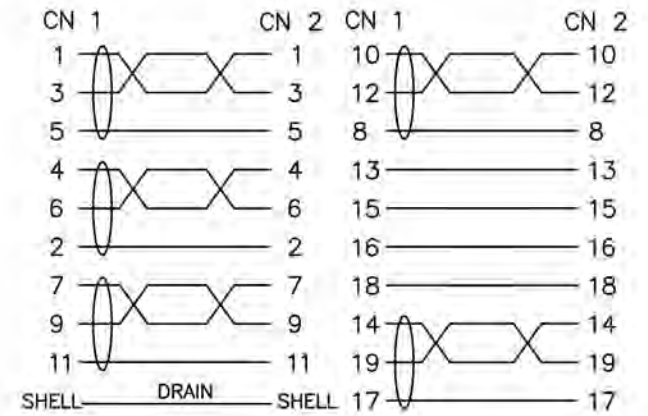 CN 1 CN 2 CN 1 CN 2
1 1 10 10
3 3 12 12
5 5 8 8
4 4 13 13
6 6 15 15
2 2 16 16
7 7 18 18
9 9 14 14
11 11 19 19
SHELL DRAIN SHELL 17 17